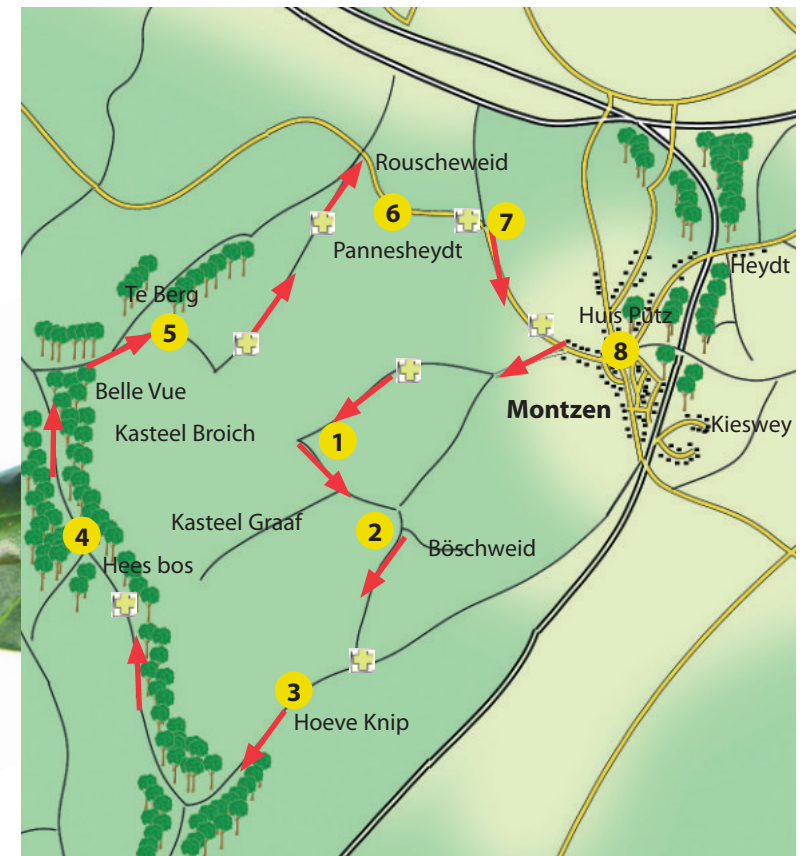 Rouscheweid
6
7
Pannesheydt
Heydt
Te Berg
Huis Pütz
5
8
Belle Vue
Montzen
Kasteel Broich
1
Kieswey
Kasteel Graaf
2
4
Böschweid
Hees bos
3
Hoeve Knip